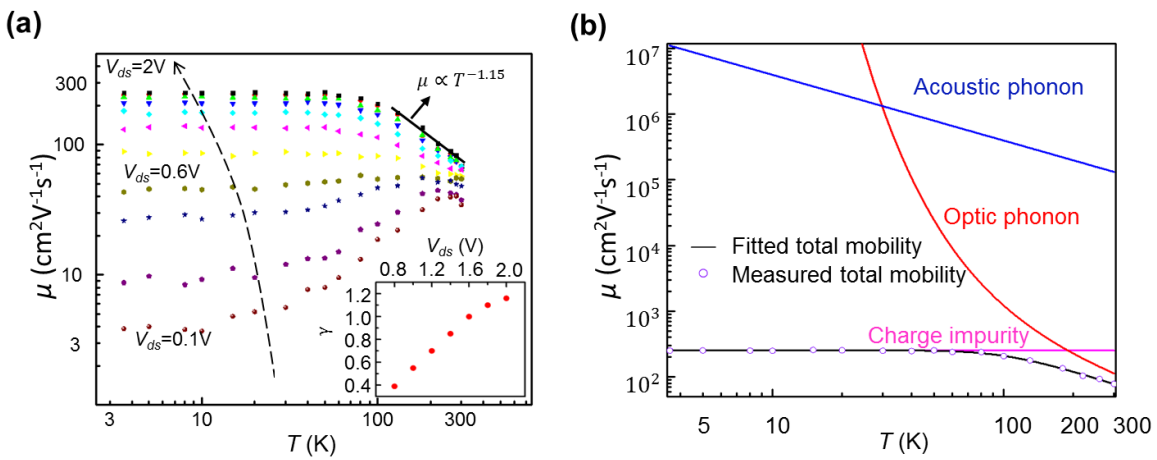 (a)
300
100
10
3
μ (cm²V⁻¹s⁻¹)
V_ds=2V
μ ∝ T^−1.15
V_ds=0.6V
V_ds=0.1V
3
10
100
300
T (K)
V_ds (V)
0.8 1.2 1.6 2.0
1.2
1.0
0.8
0.6
0.4
γ
(b)
10⁷
10⁶
10⁵
10⁴
10³
10²
μ (cm²V⁻¹s⁻¹)
Acoustic phonon
Optic phonon
Fitted total mobility
Measured total mobility
Charge impurity
5 10 100 200 300
T (K)